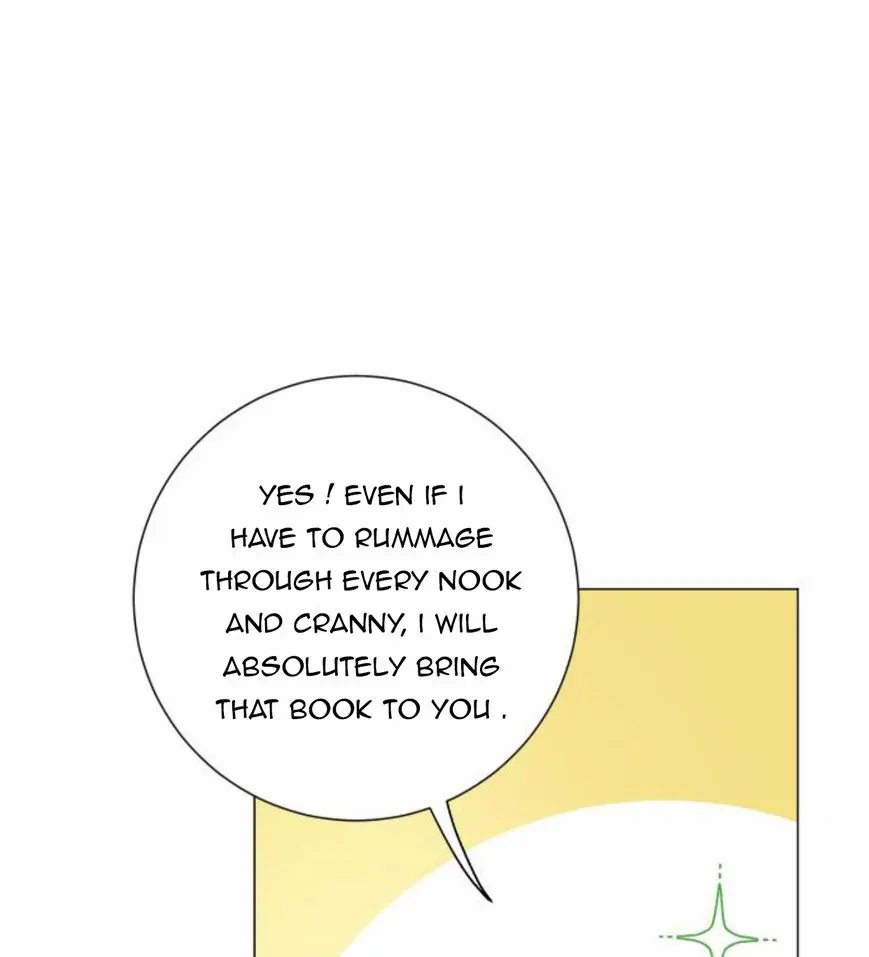 YES ! EVEN IF I
HAVE TO RUMMAGE
THROUGH EVERY NOOK
AND CRANNY, I WILL
ABSOLUTELY BRING
THAT BOOK TO YOU .